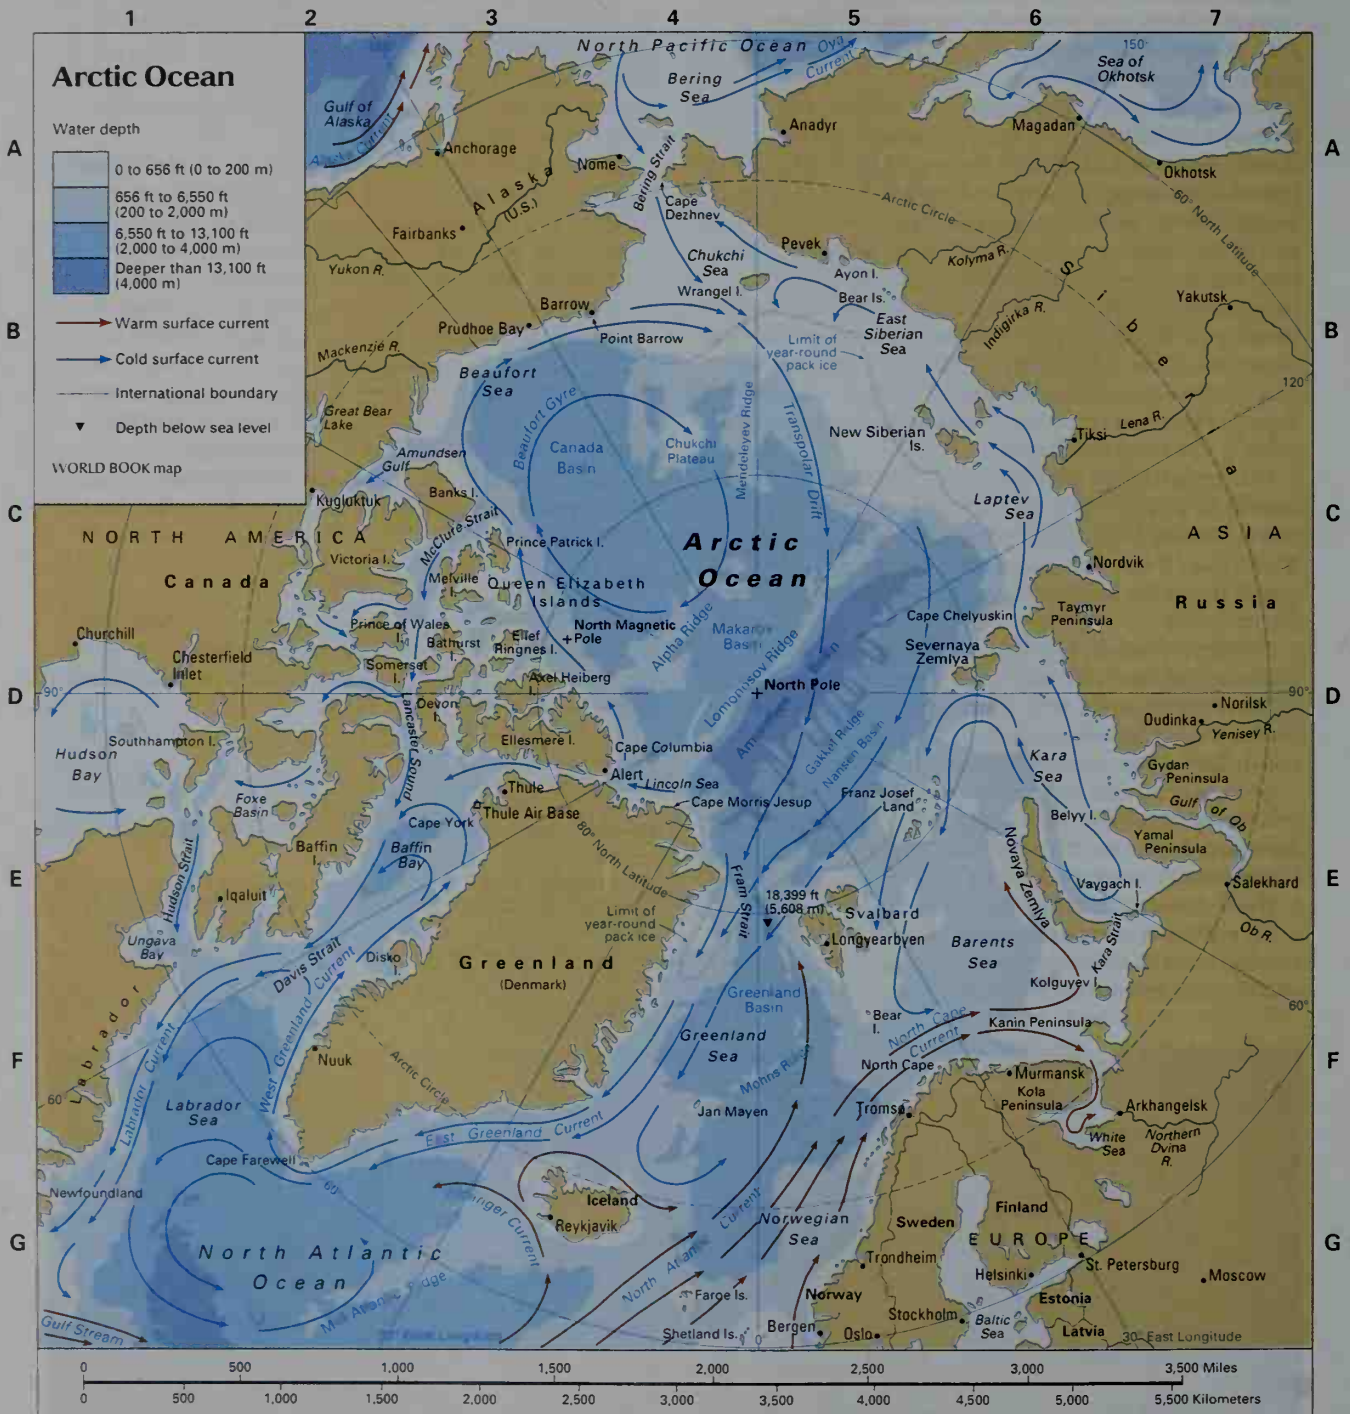 1 2 3 4 5 6 7
Arctic Ocean
Water depth
0 to 656 ft (0 to 200 m)
656 ft to 6,550 ft
(200 to 2,000 m)
6,550 ft to 13,100 ft
(2,000 to 4,000 m)
Deeper than 13,100 ft
(4,000 m)
Warm surface current
Cold surface current
International boundary
Depth below sea level
WORLD BOOK map
North Pacific Ocean
Oya
Current
150°
Bering
Sea
Sea of
Okhotsk
Gulf of
Alaska
Alaska Current
A
Anchorage
Nome
Bering Strait
Anadyr
Magadan
Okhotsk
A
Alaska
(U.S.)
Fairbanks
Yukon R.
Cape
Dezhnev
Arctic Circle
60° North Latitude
Pevek
Kolyma R.
Siberia
Chukchi
Sea
Wrangel I.
Ayon I.
Bear Is.
Yakutsk
B
Barrow
Prudhoe Bay
Point Barrow
Limit of
year-round
pack ice
East
Siberian
Sea
Indigirka R.
B
Mackenzie R.
Beaufort
Sea
120°
Great Bear
Lake
Beaufort Gyre
Canada
Basin
Chukchi
Plateau
Mendeleyev Ridge
Transpolar Drift
New Siberian
Is.
Tiksi
Lena R.
Amundsen
Gulf
Banks I.
Kugluktuk
C
NORTH AMERICA
Canada
Victoria I.
McClure Strait
Prince Patrick I.
Melville
I.
Queen Elizabeth
Islands
Arctic
Ocean
Laptev
Sea
Nordvik
ASIA
Russia
C
Churchill
Chesterfield
Inlet
Prince of Wales
I.
Bathurst
I.
Ellef
Ringnes I.
North Magnetic
Pole
Alpha Ridge
Makarov
Basin
Lomonosov Ridge
Cape Chelyuskin
Taymyr
Peninsula
Severnaya
Zemlya
Somerset
I.
Axel Heiberg
I.
D
90°
Devon
I.
Lancaster Sound
North Pole
90°
D
Norilsk
Oudinka
Yenisey R.
Hudson
Bay
Southhampton I.
Ellesmere I.
Cape Columbia
Alert
Lincoln Sea
Gakkel Ridge
Nansen Basin
Kara
Sea
Gydan
Peninsula
Foxe
Basin
Thule
Thule Air Base
Cape York
Cape Morris Jesup
Franz Josef
Land
Belyy I.
Gulf of Ob
Yamal
Peninsula
Baffin
I.
Baffin
Bay
80° North Latitude
Novaya Zemlya
E
Hudson Strait
Iqaluit
Fram Strait
18,399 ft
(5,608 m)
Svalbard
Longyearbyen
Vaygach I.
Salekhard
E
Ob R.
Limit of
year-round
pack ice
Ungava
Bay
Davis Strait
Disko
I.
Greenland
(Denmark)
Barents
Sea
Kara Strait
Kolguyev I.
60°
Greenland
Basin
Labrador
Labrador Current
West Greenland Current
Greenland
Sea
Bear
I.
North Cape
Current
Kanin Peninsula
F
Nuuk
Arctic Circle
Mohns R
North Cape
Murmansk
Kola
Peninsula
F
60°
Labrador
Sea
East Greenland Current
Jan Mayen
Tromsø
Arkhangelsk
White
Sea
Northern
Dvina
R.
Cape Farewell
60°
Newfoundland
Iceland
Reykjavik
Current
Norwegian
Sea
Sweden
Finland
EUROPE
G
North Atlantic
Ocean
North
Trondheim
Helsinki
St. Petersburg
Moscow
G
Faroe Is.
Norway
Stockholm
Estonia
Gulf Stream
Shetland Is.
0
Bergen
Oslo
Baltic
Sea
Latvia
30° East Longitude
0 500 1,000 1,500 2,000 2,500 3,000 3,500 Miles
0 500 1,000 1,500 2,000 2,500 3,000 3,500 4,000 4,500 5,000 5,500 Kilometers